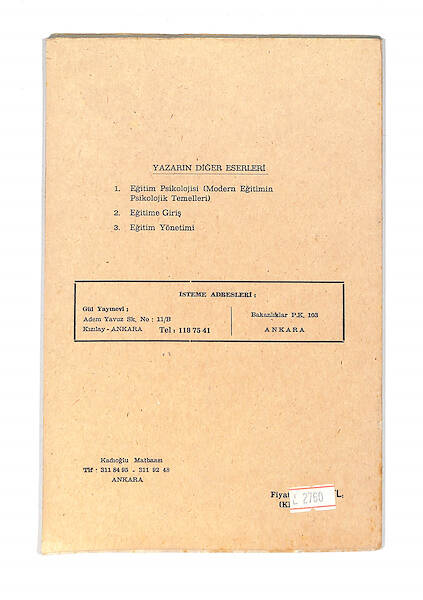 YAZARIN DİĞER ESERLERİ
1. Eğitim Psikolojisi (Modern Eğitimin
Psikolojik Temelleri)
2. Eğitime Giriş
3. Eğitim Yönetimi
İSTEME ADRESLERİ :
Gül Yayınevi :
Adem Yavuz Sk. No : 11/B
Kızılay - ANKARA Tel : 118 75 41
Bakanlıklar P.K. 103
ANKARA
Kadıoğlu Matbaası
Tlf : 311 84 95 - 311 92 48
ANKARA
Fiyat
2760